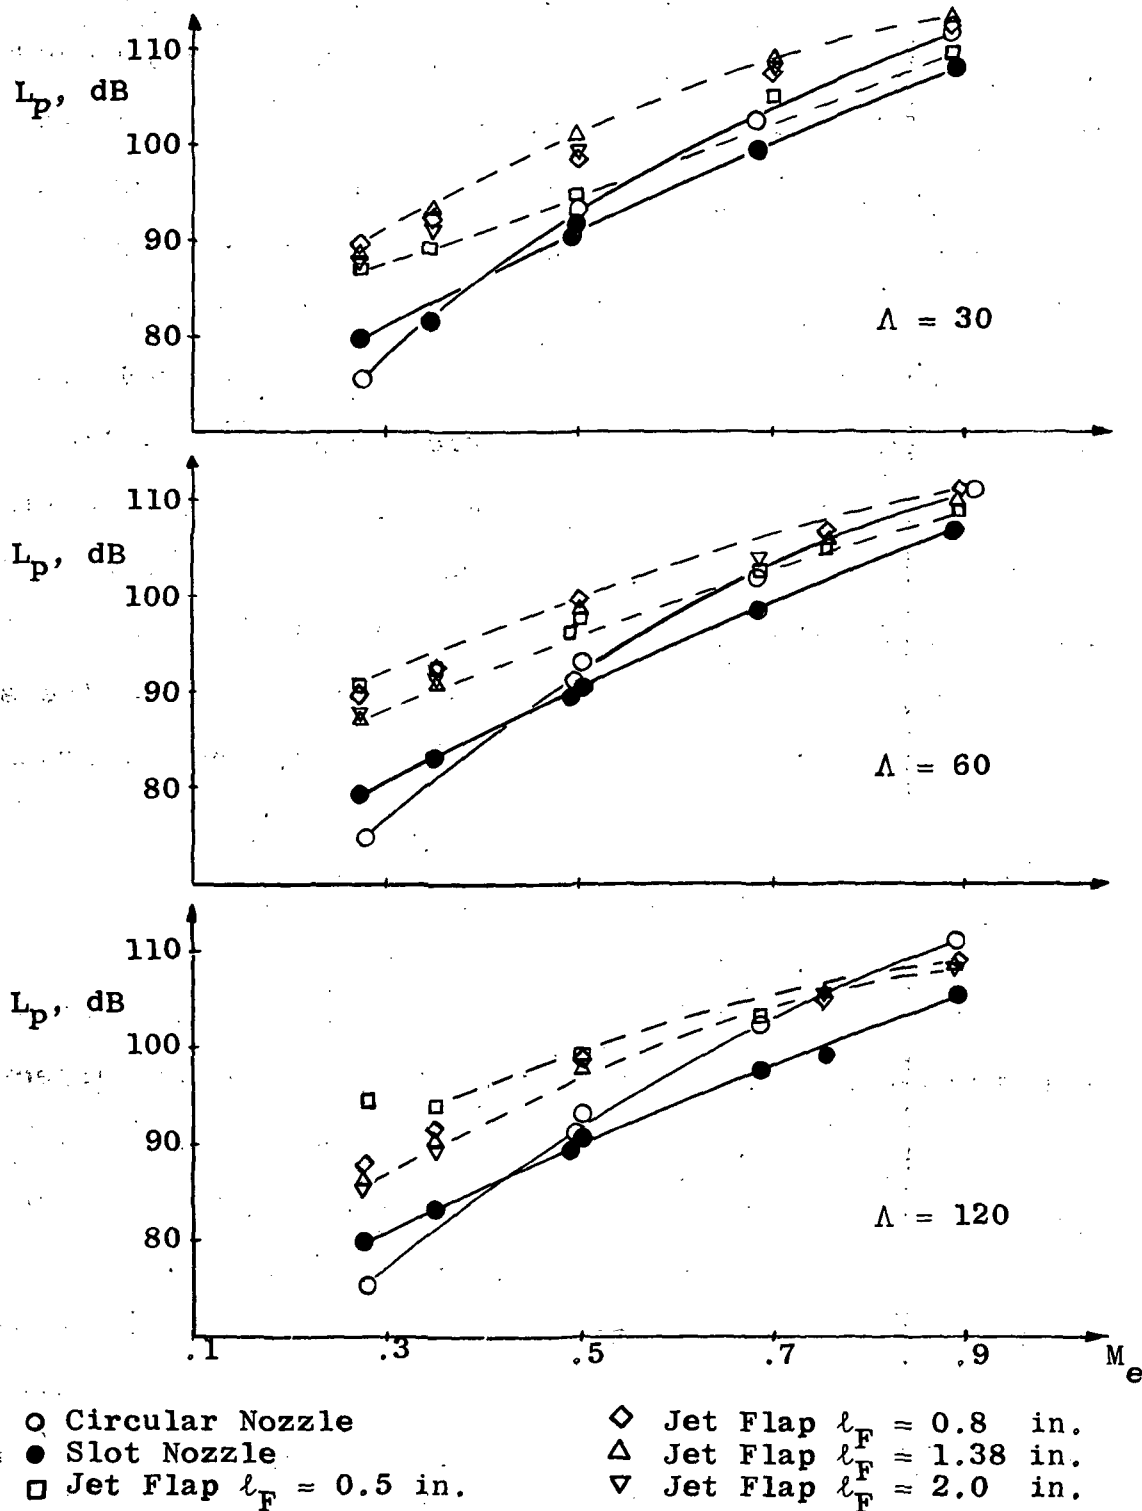 110
L_p, dB
100
90
80
Λ = 30
110
L_p, dB
100
90
80
Λ = 60
110
L_p, dB
100
90
80
Λ = 120
.1 .3 .5 .7 .9 M_e
○ Circular Nozzle
● Slot Nozzle
□ Jet Flap ℓ_F = 0.5 in.
◇ Jet Flap ℓ_F = 0.8 in.
△ Jet Flap ℓ_F = 1.38 in.
▽ Jet Flap ℓ_F = 2.0 in.